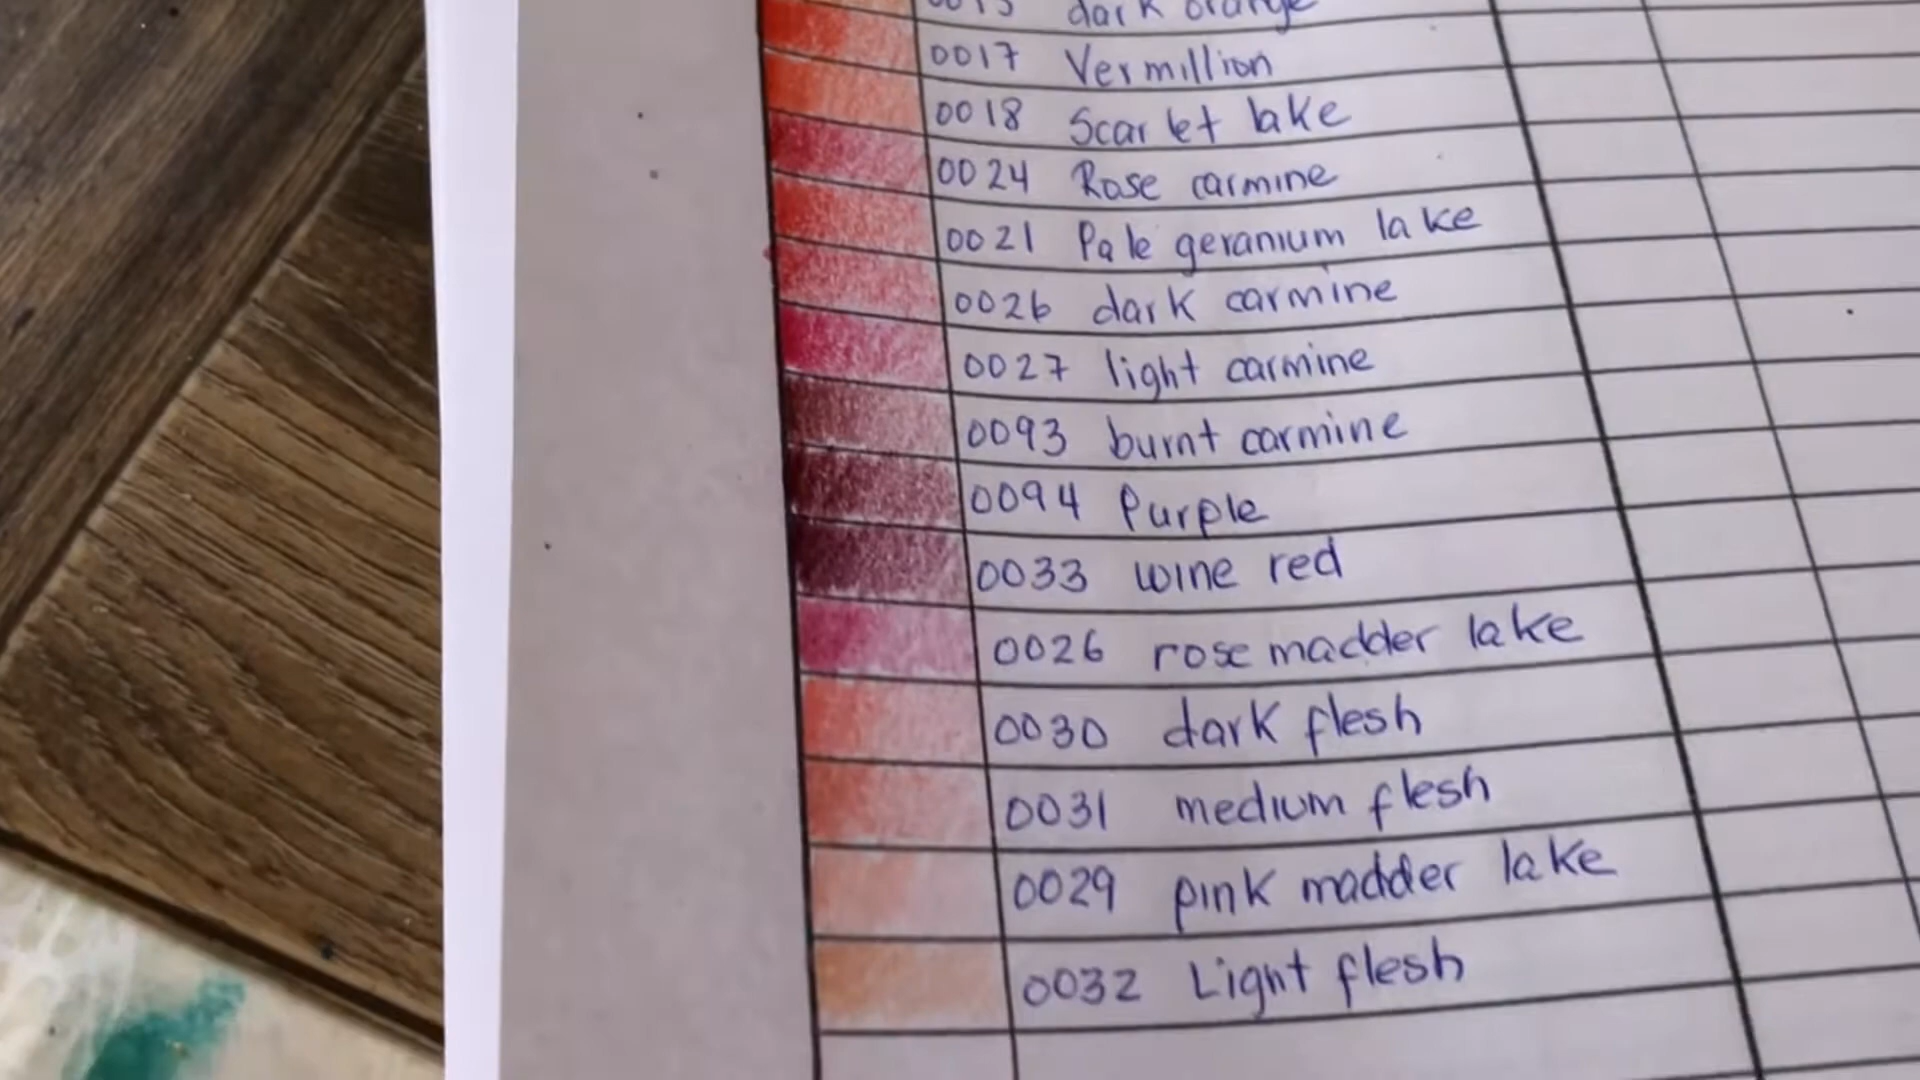 dark orange
0017 Vermillion
0018 Scarlet lake
0024 Rose carmine
0021 Pale geranium lake
0026 dark carmine
0027 light carmine
0093 burnt carmine
0094 Purple
0033 wine red
0026 rose madder lake
0030 dark flesh
0031 medium flesh
0029 pink madder lake
0032 Light flesh